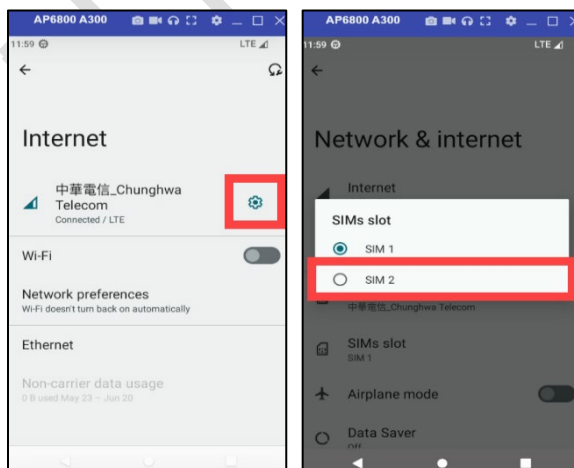 AP6800 A300
11:59
LTE
Internet
中華電信_Chunghwa
Telecom
Connected / LTE
Wi-Fi
Network preferences
Wi-Fi doesn't turn back on automatically
Ethernet
Non-carrier data usage
0 B used May 23 – Jun 20
AP6800 A300
11:59
LTE
Network & internet
Internet
SIMs slot
SIM 1
SIM 2
中華電信_Chunghwa Telecom
SIMs slot
SIM 1
Airplane mode
Data Saver
Off